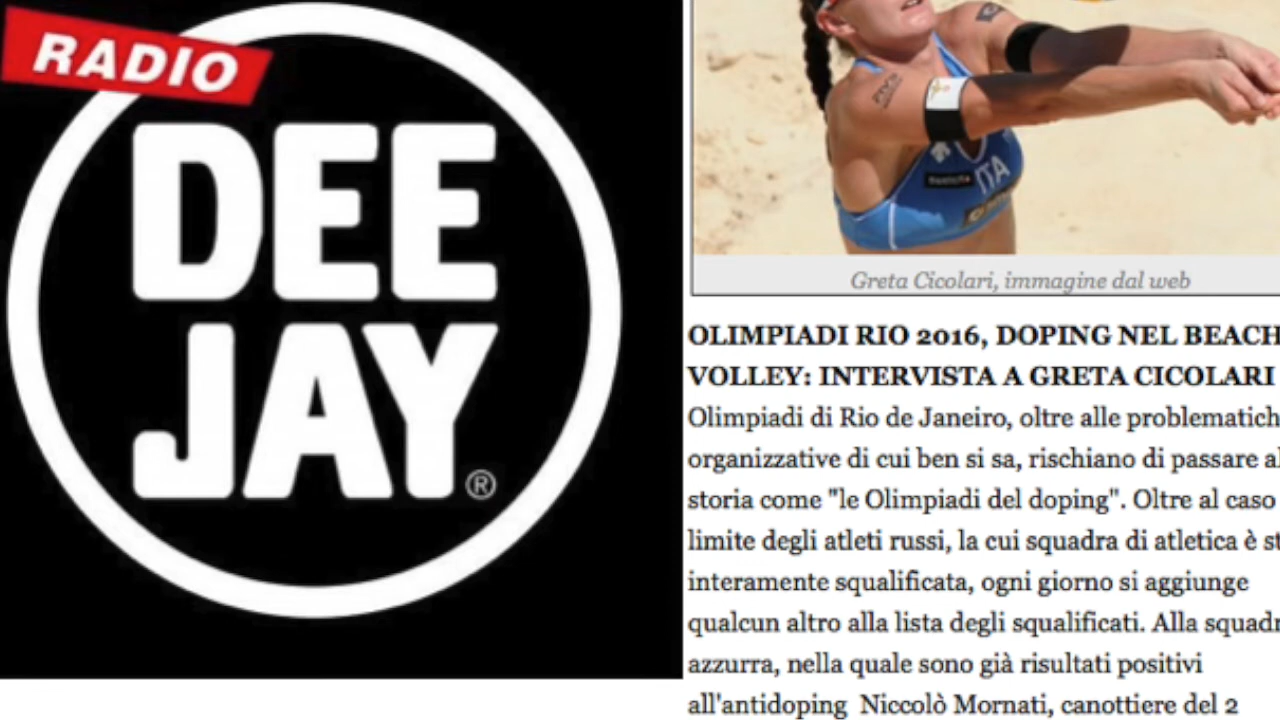 RADIO
DEE
JAY®
ITA
Greta Cicolari, immagine dal web
OLIMPIADI RIO 2016, DOPING NEL BEACH
VOLLEY: INTERVISTA A GRETA CICOLARI
Olimpiadi di Rio de Janeiro, oltre alle problematich
organizzative di cui ben si sa, rischiano di passare al
storia come "le Olimpiadi del doping". Oltre al caso
limite degli atleti russi, la cui squadra di atletica è st
interamente squalificata, ogni giorno si aggiunge
qualcun altro alla lista degli squalificati. Alla squadr
azzurra, nella quale sono già risultati positivi
all'antidoping Niccolò Mornati, canottiere del 2